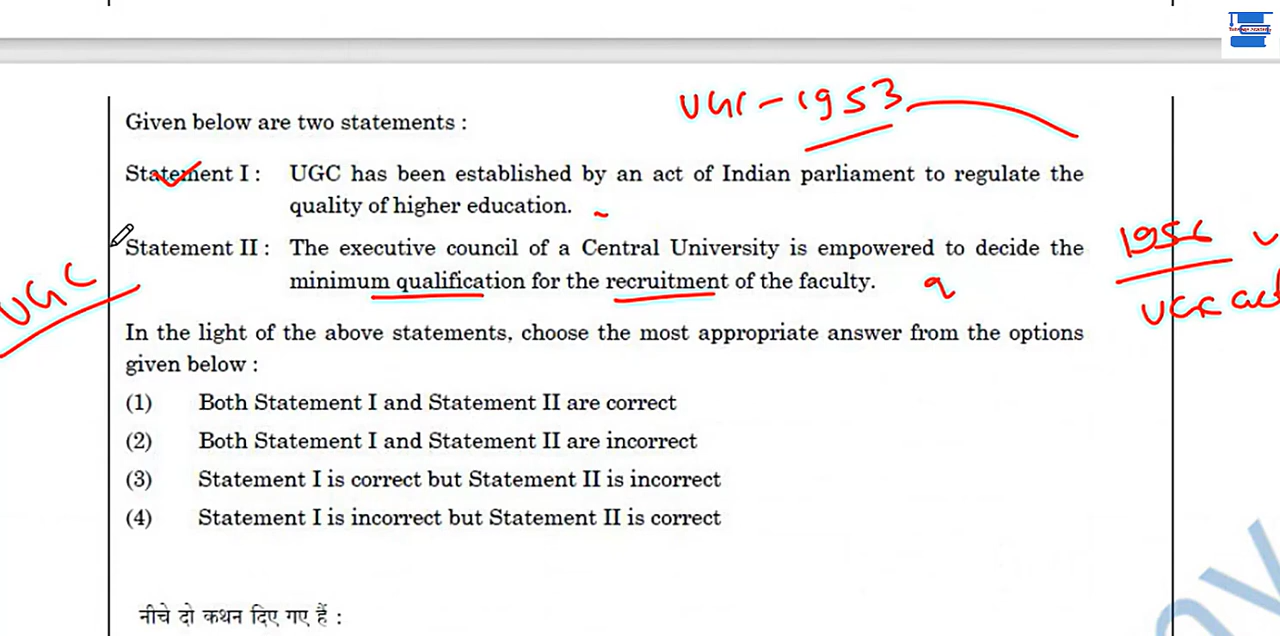 UGC - 1953
Given below are two statements :
Statement I : UGC has been established by an act of Indian parliament to regulate the
quality of higher education.
Statement II : The executive council of a Central University is empowered to decide the
minimum qualification for the recruitment of the faculty.
1956
UGC act
UGC
In the light of the above statements, choose the most appropriate answer from the options
given below :
(1) Both Statement I and Statement II are correct
(2) Both Statement I and Statement II are incorrect
(3) Statement I is correct but Statement II is incorrect
(4) Statement I is incorrect but Statement II is correct
नीचे दो कथन दिए गए हैं :